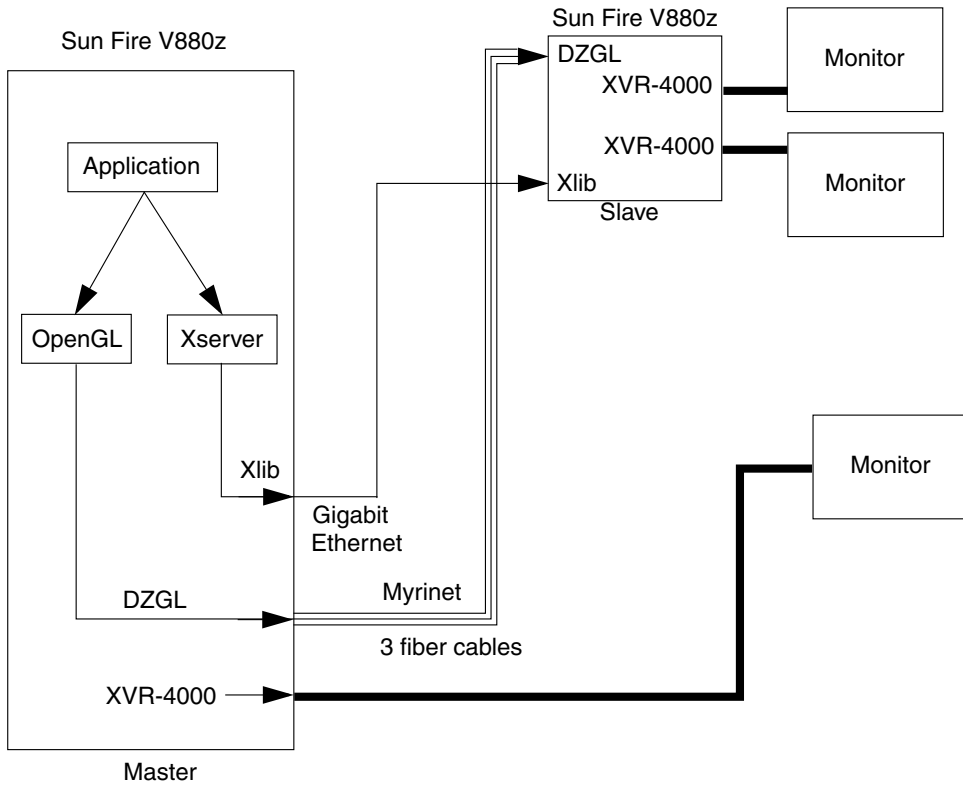 Sun Fire V880z
Sun Fire V880z
DZGL
XVR-4000
Monitor
XVR-4000
Monitor
Xlib
Slave
Application
OpenGL
Xserver
Monitor
Xlib
Gigabit
Ethernet
DZGL
Myrinet
3 fiber cables
XVR-4000
Master